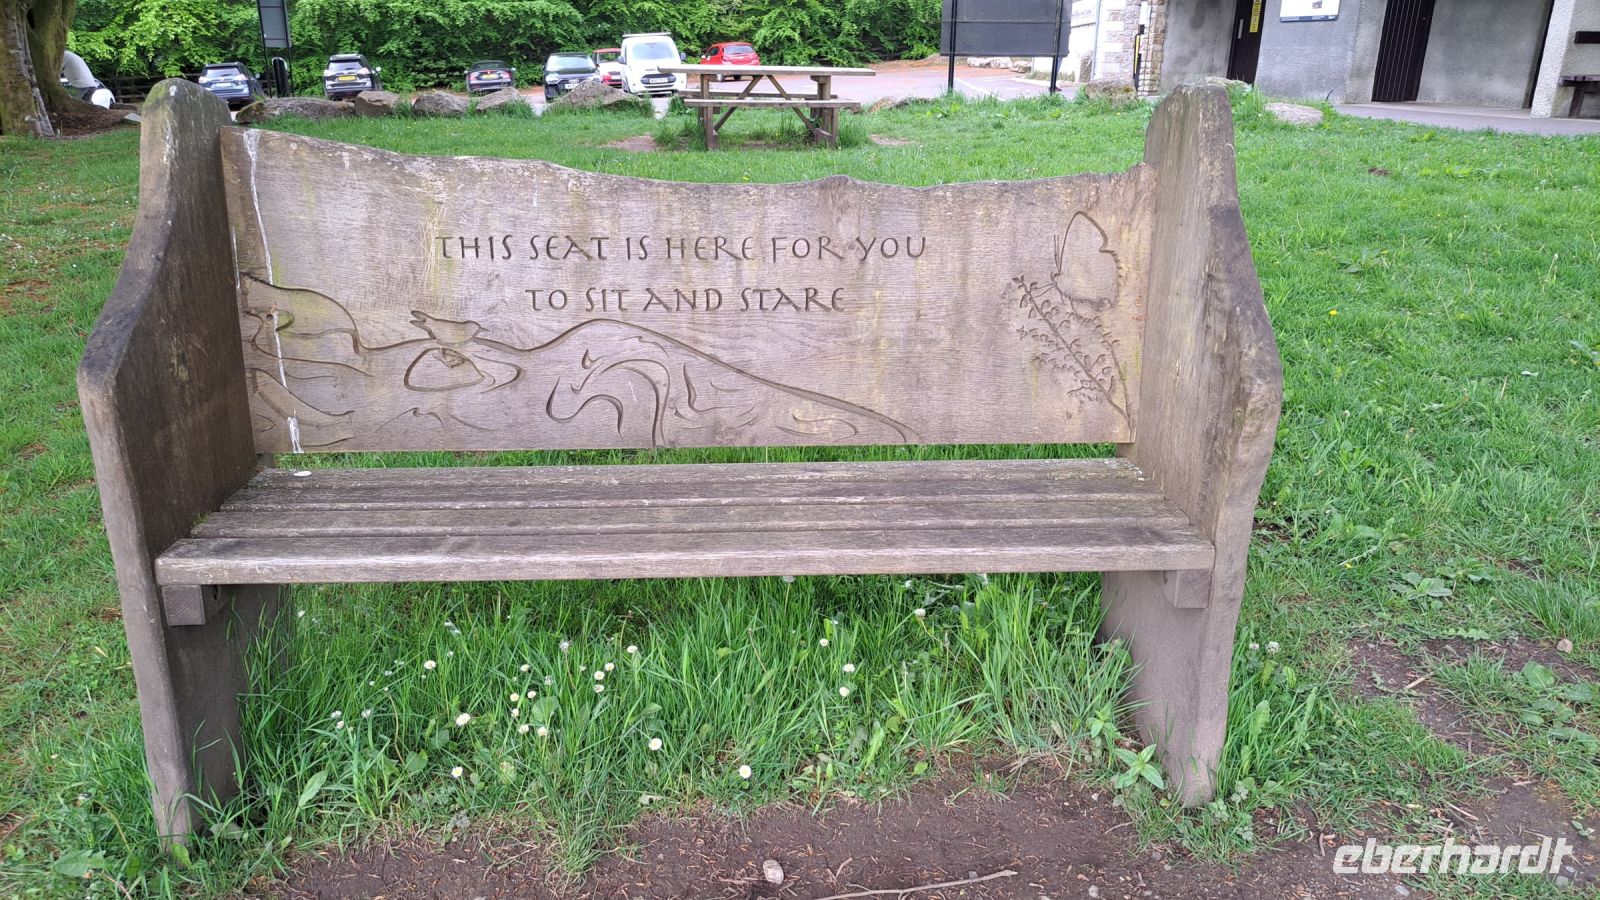 THIS SEAT IS HERE FOR YOU
TO SIT AND STARE
eberhardt